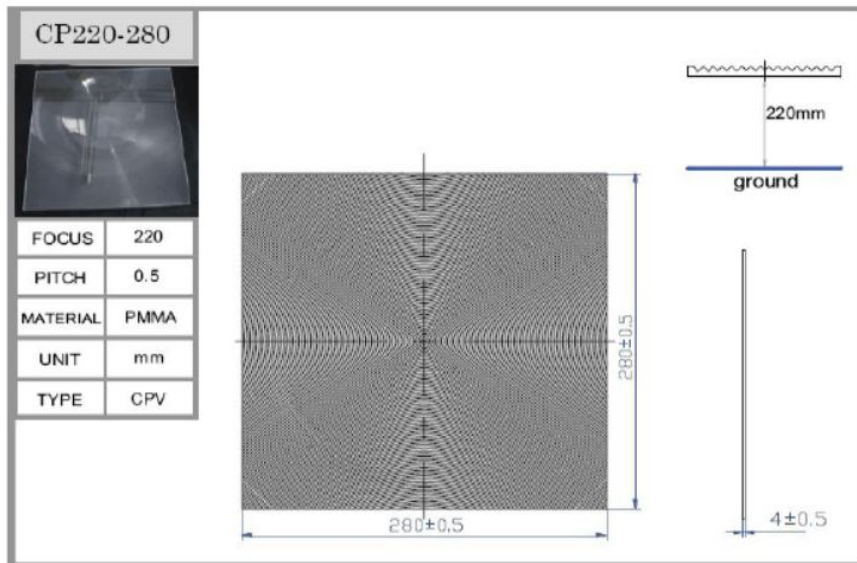 CP220-280
FOCUS 220
PITCH 0.5
MATERIAL PMMA
UNIT mm
TYPE CPV
280±0.5
280±0.5
220mm
ground
4±0.5